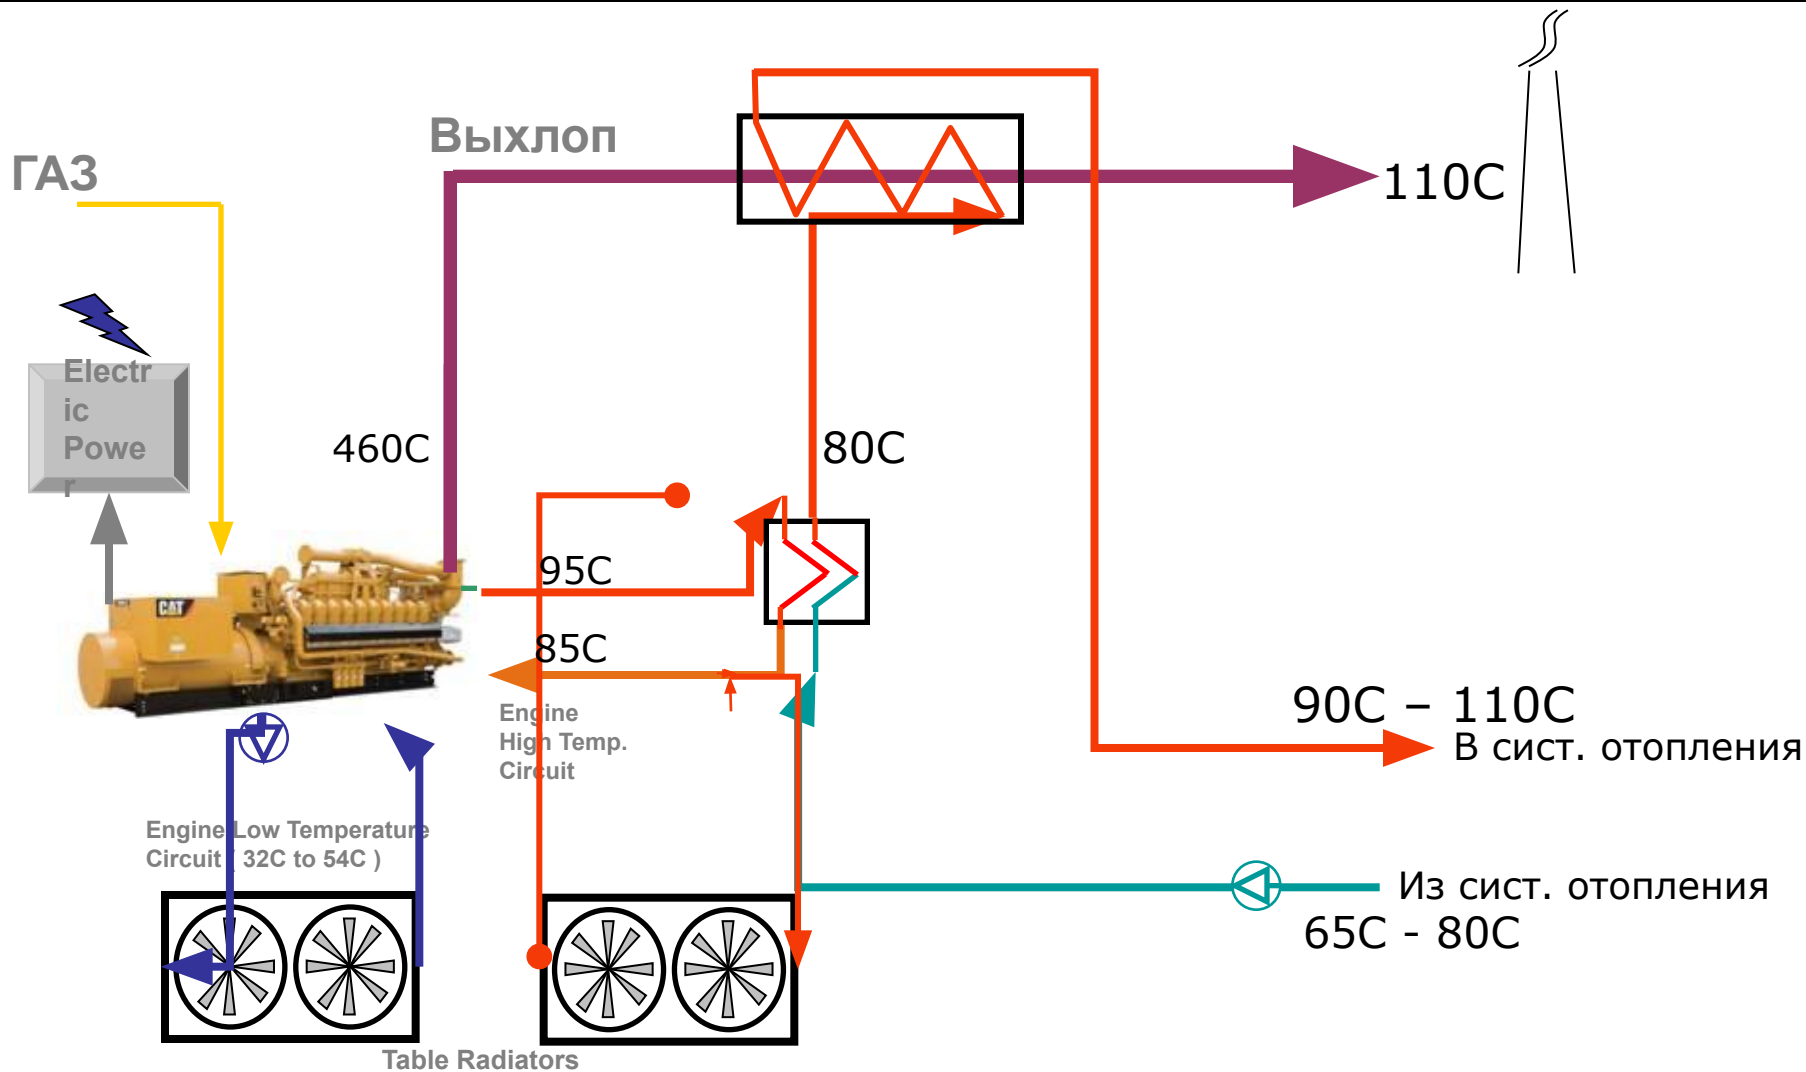 Выхлоп
ГАЗ
110C
Electr
ic
Powe
r
460C
80C
95C
CAT
85C
Engine
High Temp.
Circuit
90C – 110C
В сист. отопления
Engine Low Temperature
Circuit ( 32C to 54C )
Из сист. отопления
65C - 80C
Table Radiators